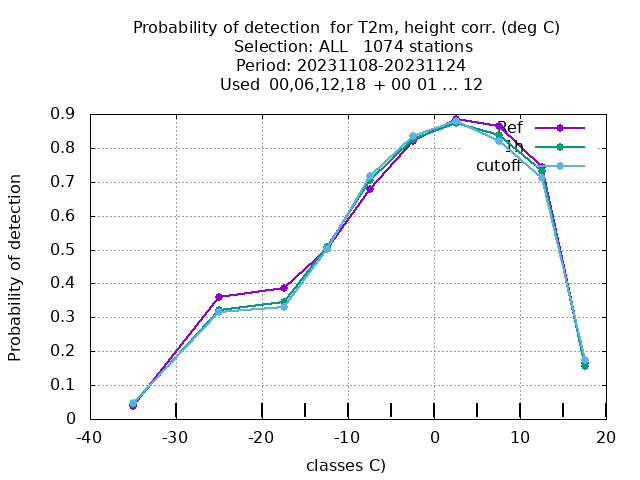 Probability of detection  for T2m, height corr. (deg C)
Selection: ALL   1074 stations
Period: 20231108-20231124
Used  00,06,12,18  + 00 01 ... 12
Probability of detection
0.9
0.8
0.7
0.6
0.5
0.4
0.3
0.2
0.1
0
Ref
cutoff
-40
-30
-20
-10
0
10
20
classes C)